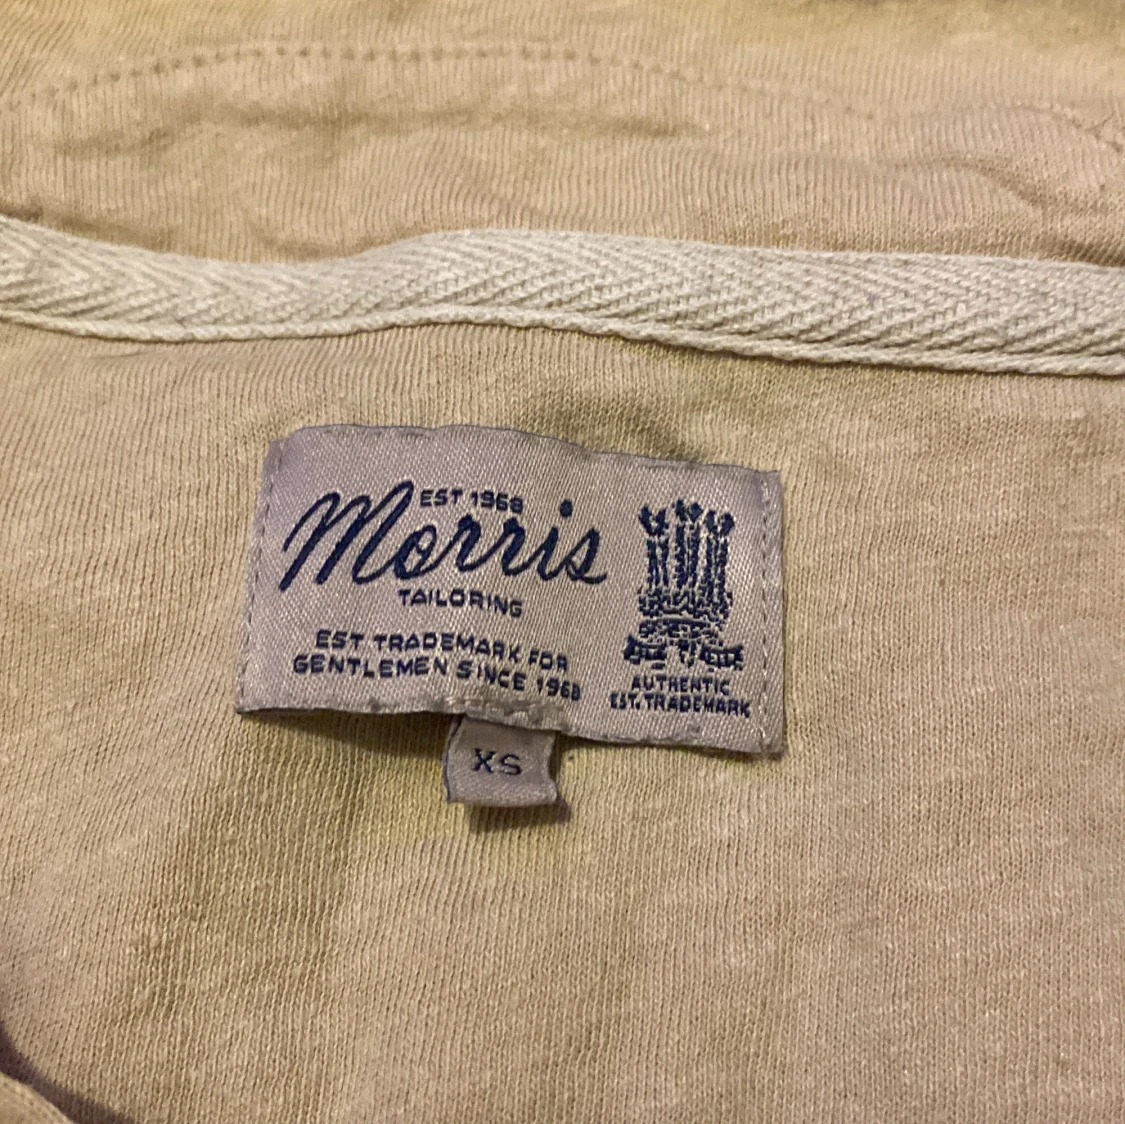 EST 1968
Morris
TAILORING
EST TRADEMARK FOR
GENTLEMEN SINCE 1968
AUTHENTIC
EST. TRADEMARK
XS